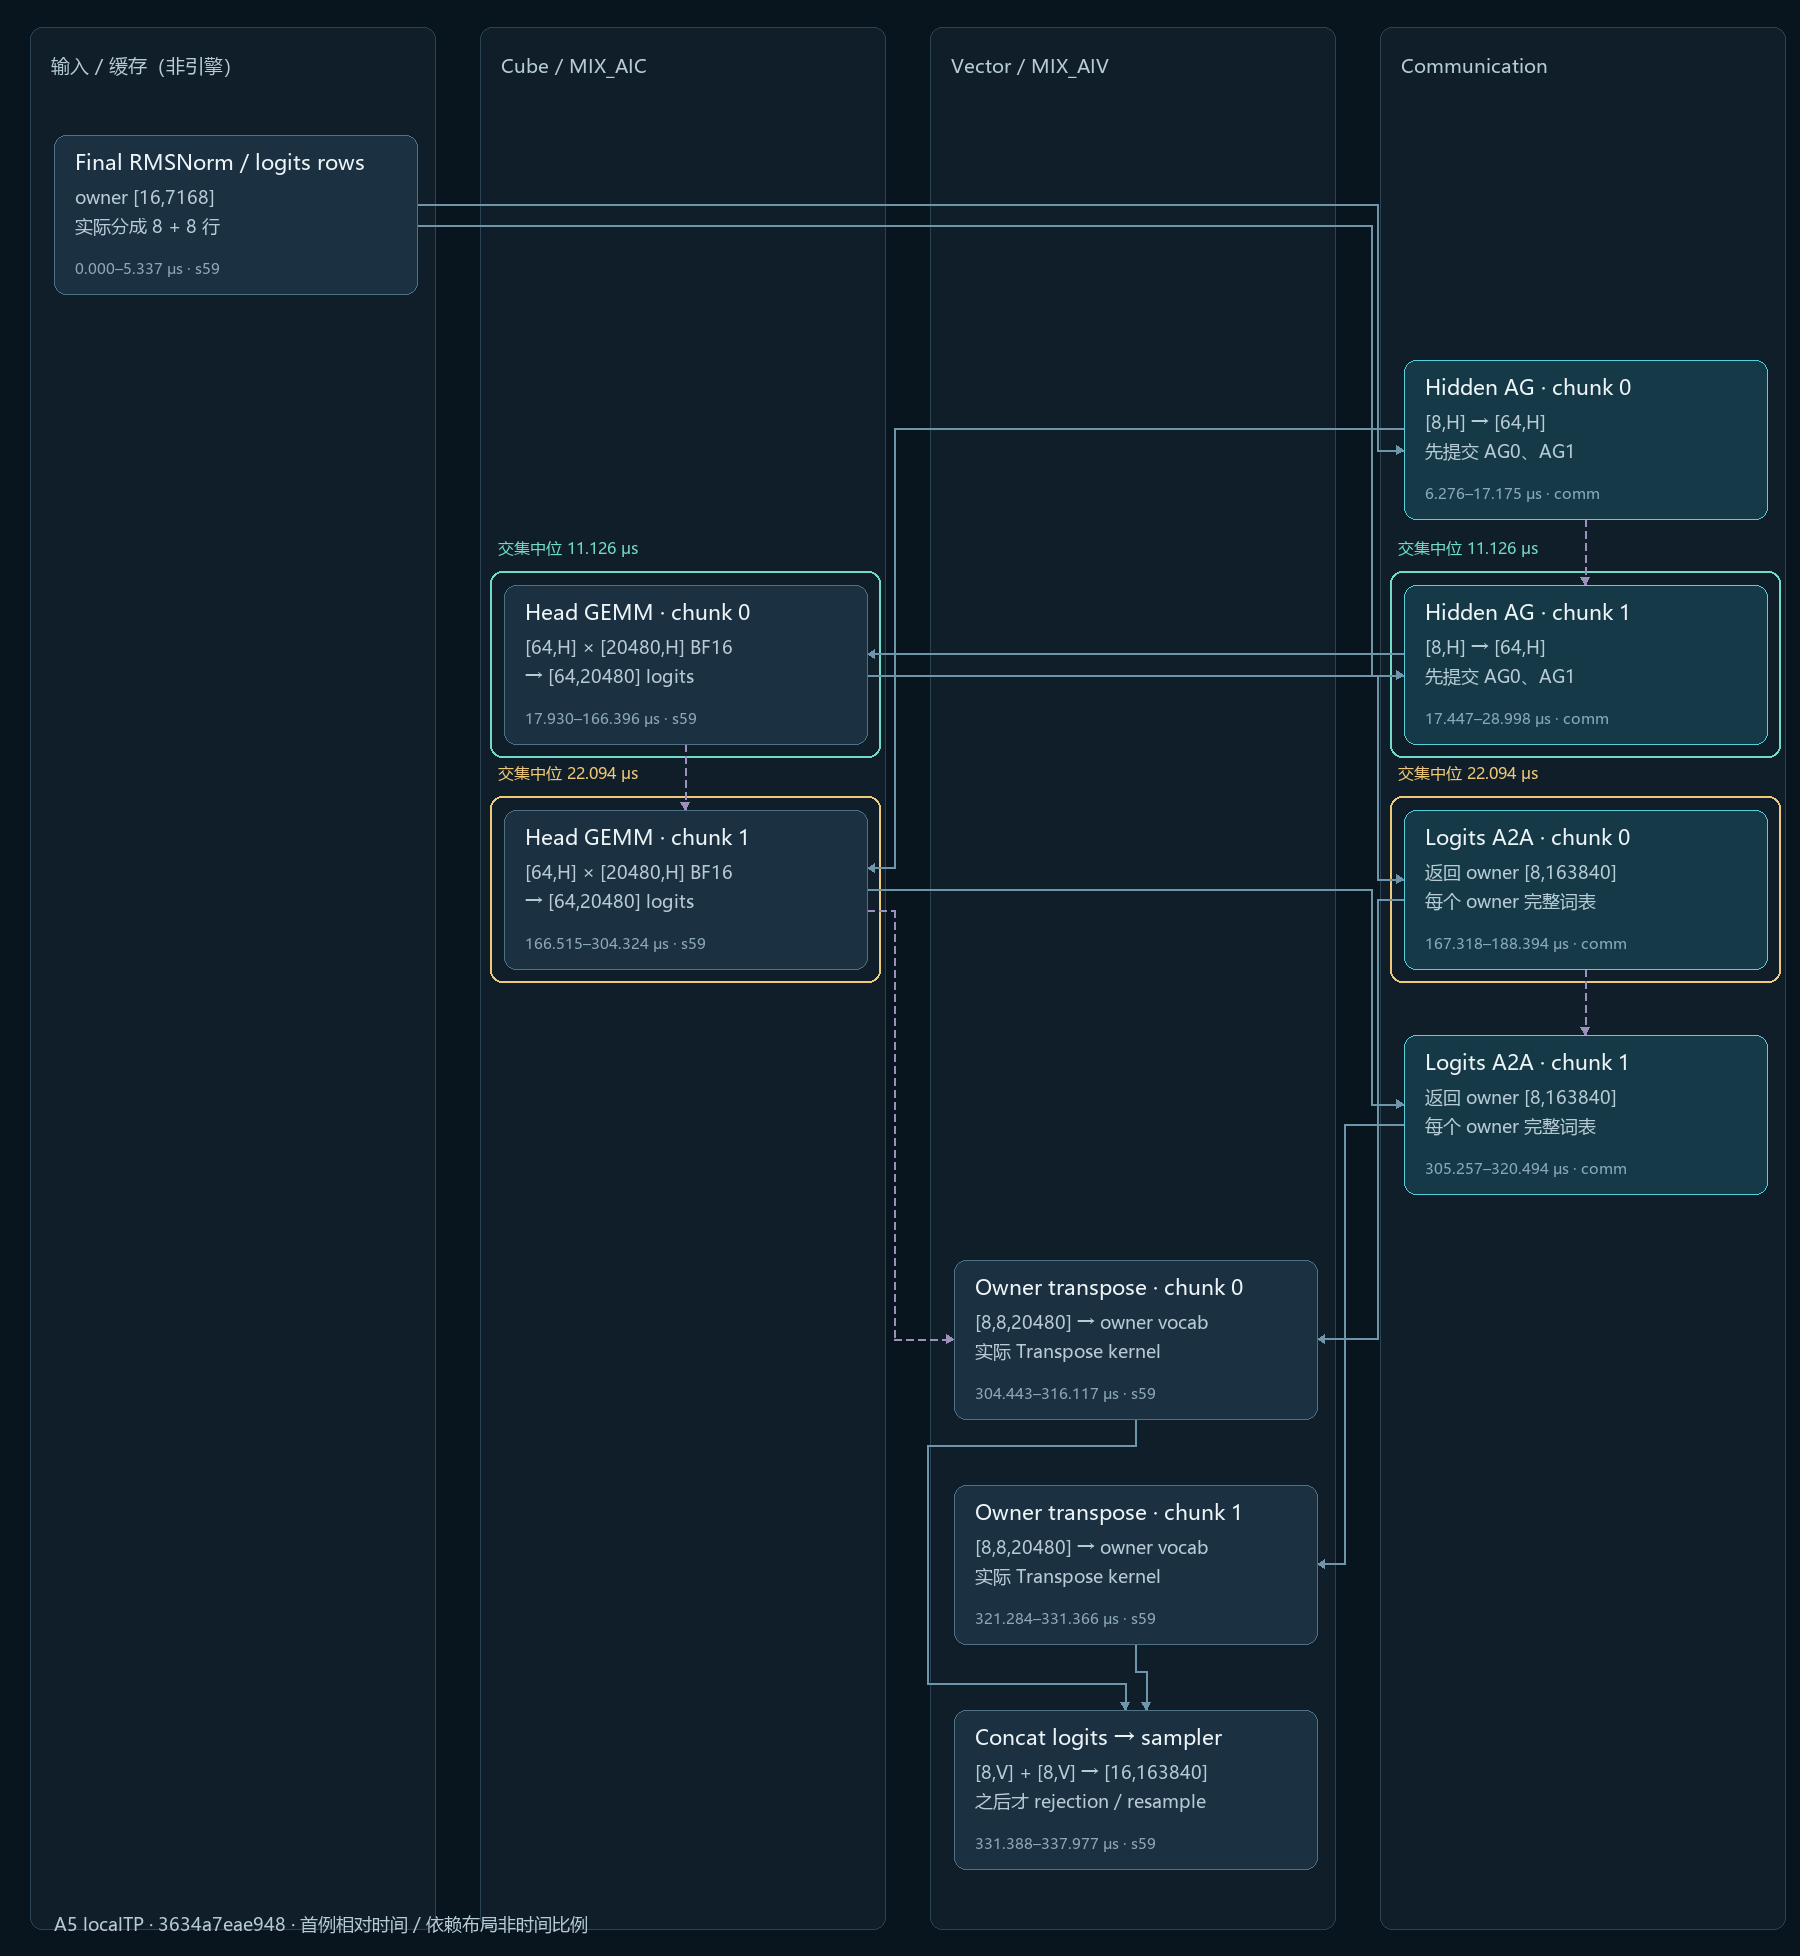 输入 / 缓存（非引擎）
Cube / MIX_AIC
Vector / MIX_AIV
Communication
Final RMSNorm / logits rows
owner [16,7168]
实际分成 8 + 8 行
0.000–5.337 µs · s59
Hidden AG · chunk 0
[8,H] → [64,H]
先提交 AG0、AG1
6.276–17.175 µs · comm
交集中位 11.126 µs
交集中位 11.126 µs
Head GEMM · chunk 0
[64,H] × [20480,H] BF16
→ [64,20480] logits
17.930–166.396 µs · s59
Hidden AG · chunk 1
[8,H] → [64,H]
先提交 AG0、AG1
17.447–28.998 µs · comm
交集中位 22.094 µs
交集中位 22.094 µs
Head GEMM · chunk 1
[64,H] × [20480,H] BF16
→ [64,20480] logits
166.515–304.324 µs · s59
Logits A2A · chunk 0
返回 owner [8,163840]
每个 owner 完整词表
167.318–188.394 µs · comm
Logits A2A · chunk 1
返回 owner [8,163840]
每个 owner 完整词表
305.257–320.494 µs · comm
Owner transpose · chunk 0
[8,8,20480] → owner vocab
实际 Transpose kernel
304.443–316.117 µs · s59
Owner transpose · chunk 1
[8,8,20480] → owner vocab
实际 Transpose kernel
321.284–331.366 µs · s59
Concat logits → sampler
[8,V] + [8,V] → [16,163840]
之后才 rejection / resample
331.388–337.977 µs · s59
A5 localTP · 3634a7eae948 · 首例相对时间 / 依赖布局非时间比例